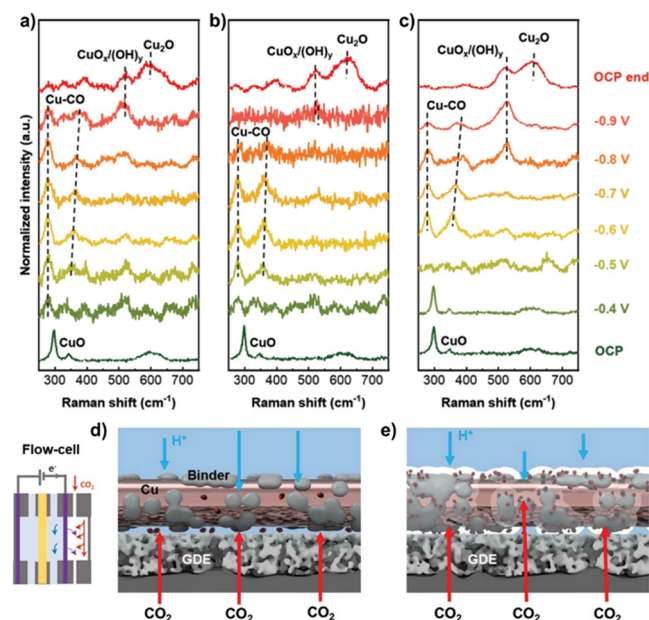 a)
b)
c)
Normalized intensity (a.u.)
CuOₓ/(OH)ᵧ
Cu₂O
Cu-CO
CuO
300 400 500 600 700
Raman shift (cm⁻¹)
CuOₓ/(OH)ᵧ
Cu₂O
Cu-CO
CuO
300 400 500 600 700
Raman shift (cm⁻¹)
CuOₓ/(OH)ᵧ
Cu₂O
Cu-CO
CuO
300 400 500 600 700
Raman shift (cm⁻¹)
OCP end
-0.9 V
-0.8 V
-0.7 V
-0.6 V
-0.5 V
-0.4 V
OCP
Flow-cell
e⁻
CO₂
d)
H⁺
Binder
Cu
GDE
CO₂ CO₂ CO₂
e)
H⁺
GDE
CO₂ CO₂ CO₂